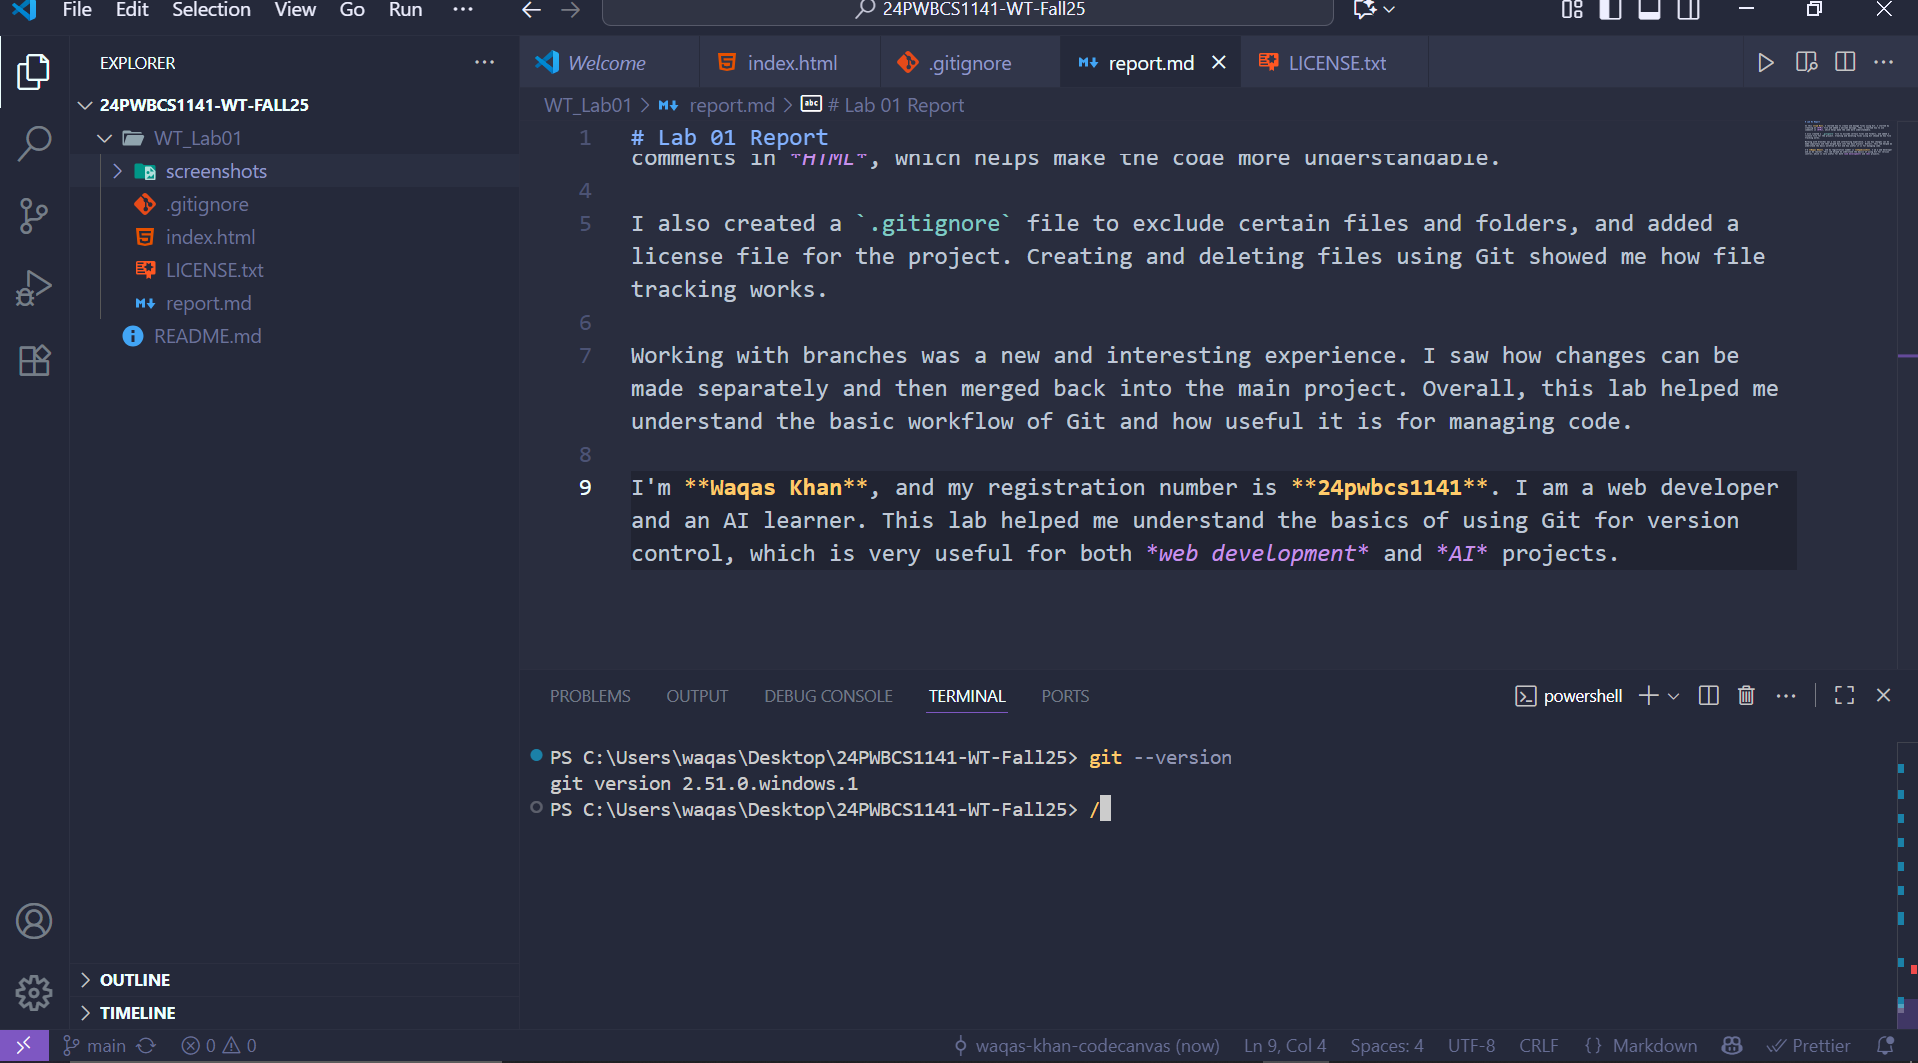 File Edit Selection View Go Run ···
24PWBCS1141-WT-Fall25
EXPLORER ···
24PWBCS1141-WT-FALL25
WT_Lab01
screenshots
.gitignore
index.html
LICENSE.txt
report.md
README.md
OUTLINE
TIMELINE
Welcome index.html .gitignore report.md LICENSE.txt
WT_Lab01 > report.md > # Lab 01 Report
1 # Lab 01 Report
comments in *HTML*, which helps make the code more understandable.
4
5 I also created a `.gitignore` file to exclude certain files and folders, and added a
license file for the project. Creating and deleting files using Git showed me how file
tracking works.
6
7 Working with branches was a new and interesting experience. I saw how changes can be
made separately and then merged back into the main project. Overall, this lab helped me
understand the basic workflow of Git and how useful it is for managing code.
8
9 I'm **Waqas Khan**, and my registration number is **24pwbcs1141**. I am a web developer
and an AI learner. This lab helped me understand the basics of using Git for version
control, which is very useful for both *web development* and *AI* projects.
PROBLEMS OUTPUT DEBUG CONSOLE TERMINAL PORTS powershell
PS C:\Users\waqas\Desktop\24PWBCS1141-WT-Fall25> git --version
git version 2.51.0.windows.1
PS C:\Users\waqas\Desktop\24PWBCS1141-WT-Fall25> /
main 0 0 waqas-khan-codecanvas (now) Ln 9, Col 4 Spaces: 4 UTF-8 CRLF {} Markdown Prettier